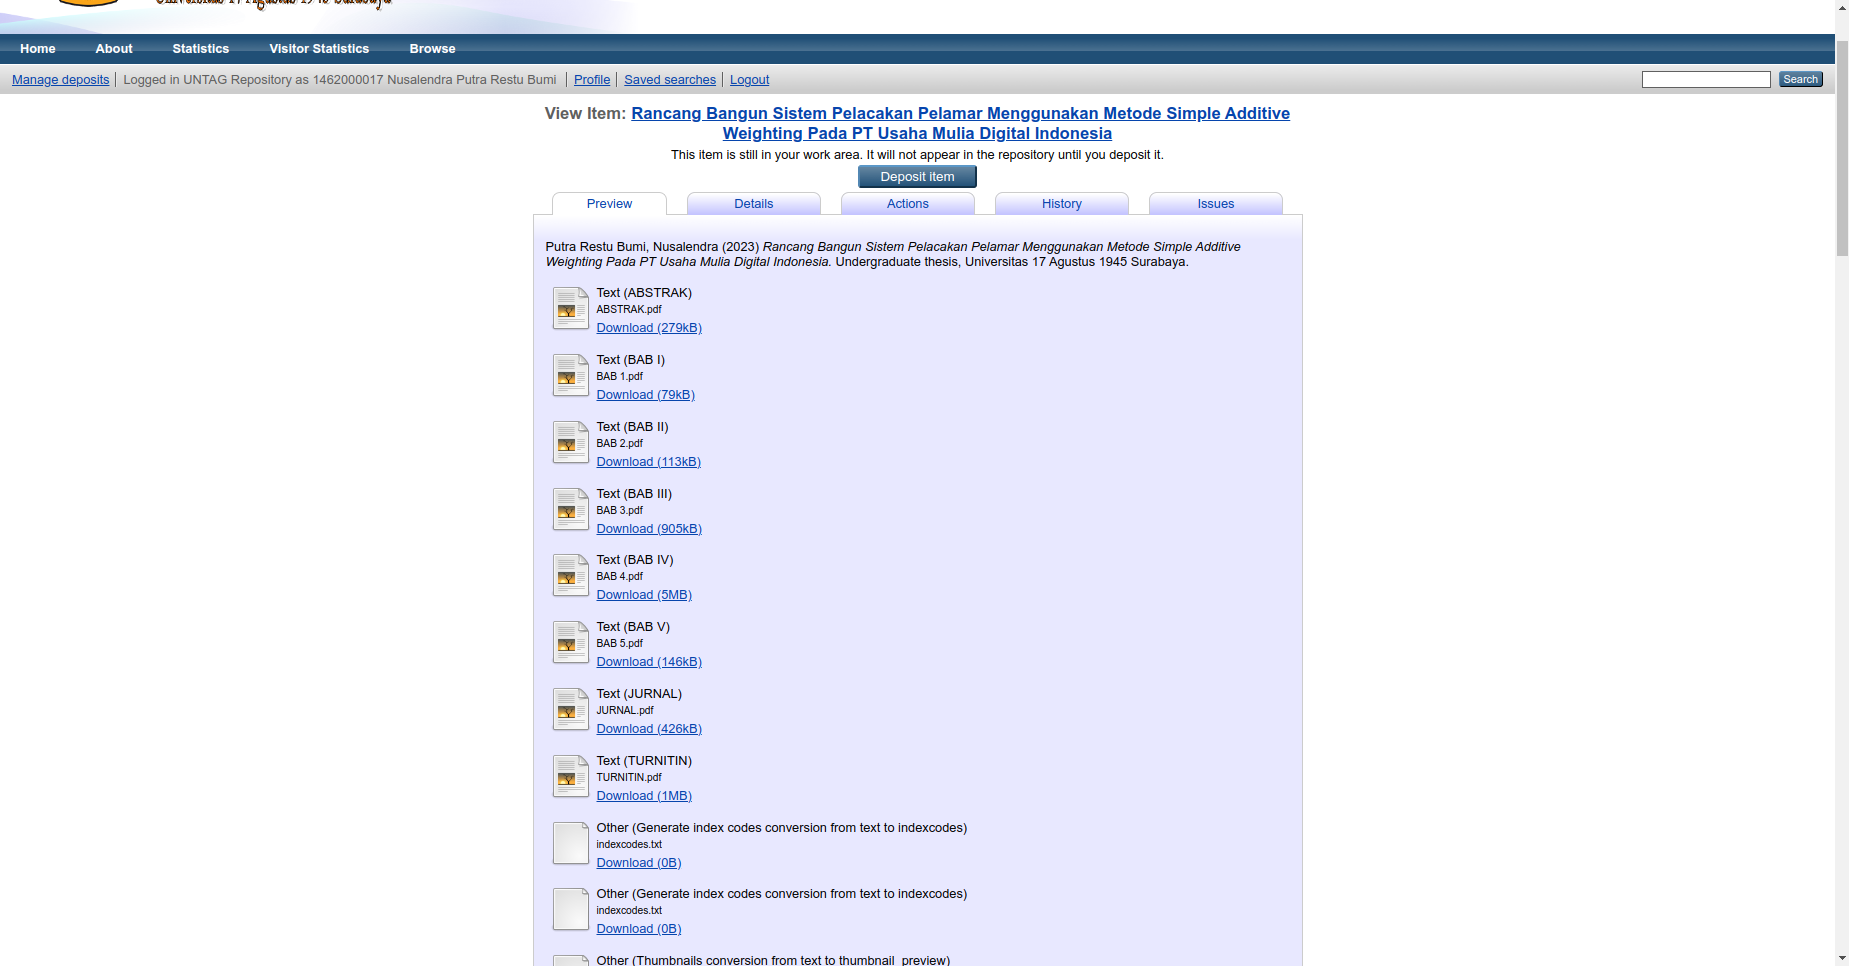 Home About Statistics Visitor Statistics Browse
Manage deposits Logged in UNTAG Repository as 1462000017 Nusalendra Putra Restu Bumi Profile Saved searches Logout Search
View Item: Rancang Bangun Sistem Pelacakan Pelamar Menggunakan Metode Simple Additive
Weighting Pada PT Usaha Mulia Digital Indonesia
This item is still in your work area. It will not appear in the repository until you deposit it.
Deposit item
Preview Details Actions History Issues
Putra Restu Bumi, Nusalendra (2023) Rancang Bangun Sistem Pelacakan Pelamar Menggunakan Metode Simple Additive
Weighting Pada PT Usaha Mulia Digital Indonesia. Undergraduate thesis, Universitas 17 Agustus 1945 Surabaya.
Text (ABSTRAK)
ABSTRAK.pdf
Download (279kB)
Text (BAB I)
BAB 1.pdf
Download (79kB)
Text (BAB II)
BAB 2.pdf
Download (113kB)
Text (BAB III)
BAB 3.pdf
Download (905kB)
Text (BAB IV)
BAB 4.pdf
Download (5MB)
Text (BAB V)
BAB 5.pdf
Download (146kB)
Text (JURNAL)
JURNAL.pdf
Download (426kB)
Text (TURNITIN)
TURNITIN.pdf
Download (1MB)
Other (Generate index codes conversion from text to indexcodes)
indexcodes.txt
Download (0B)
Other (Generate index codes conversion from text to indexcodes)
indexcodes.txt
Download (0B)
Other (Thumbnails conversion from text to thumbnail_preview)